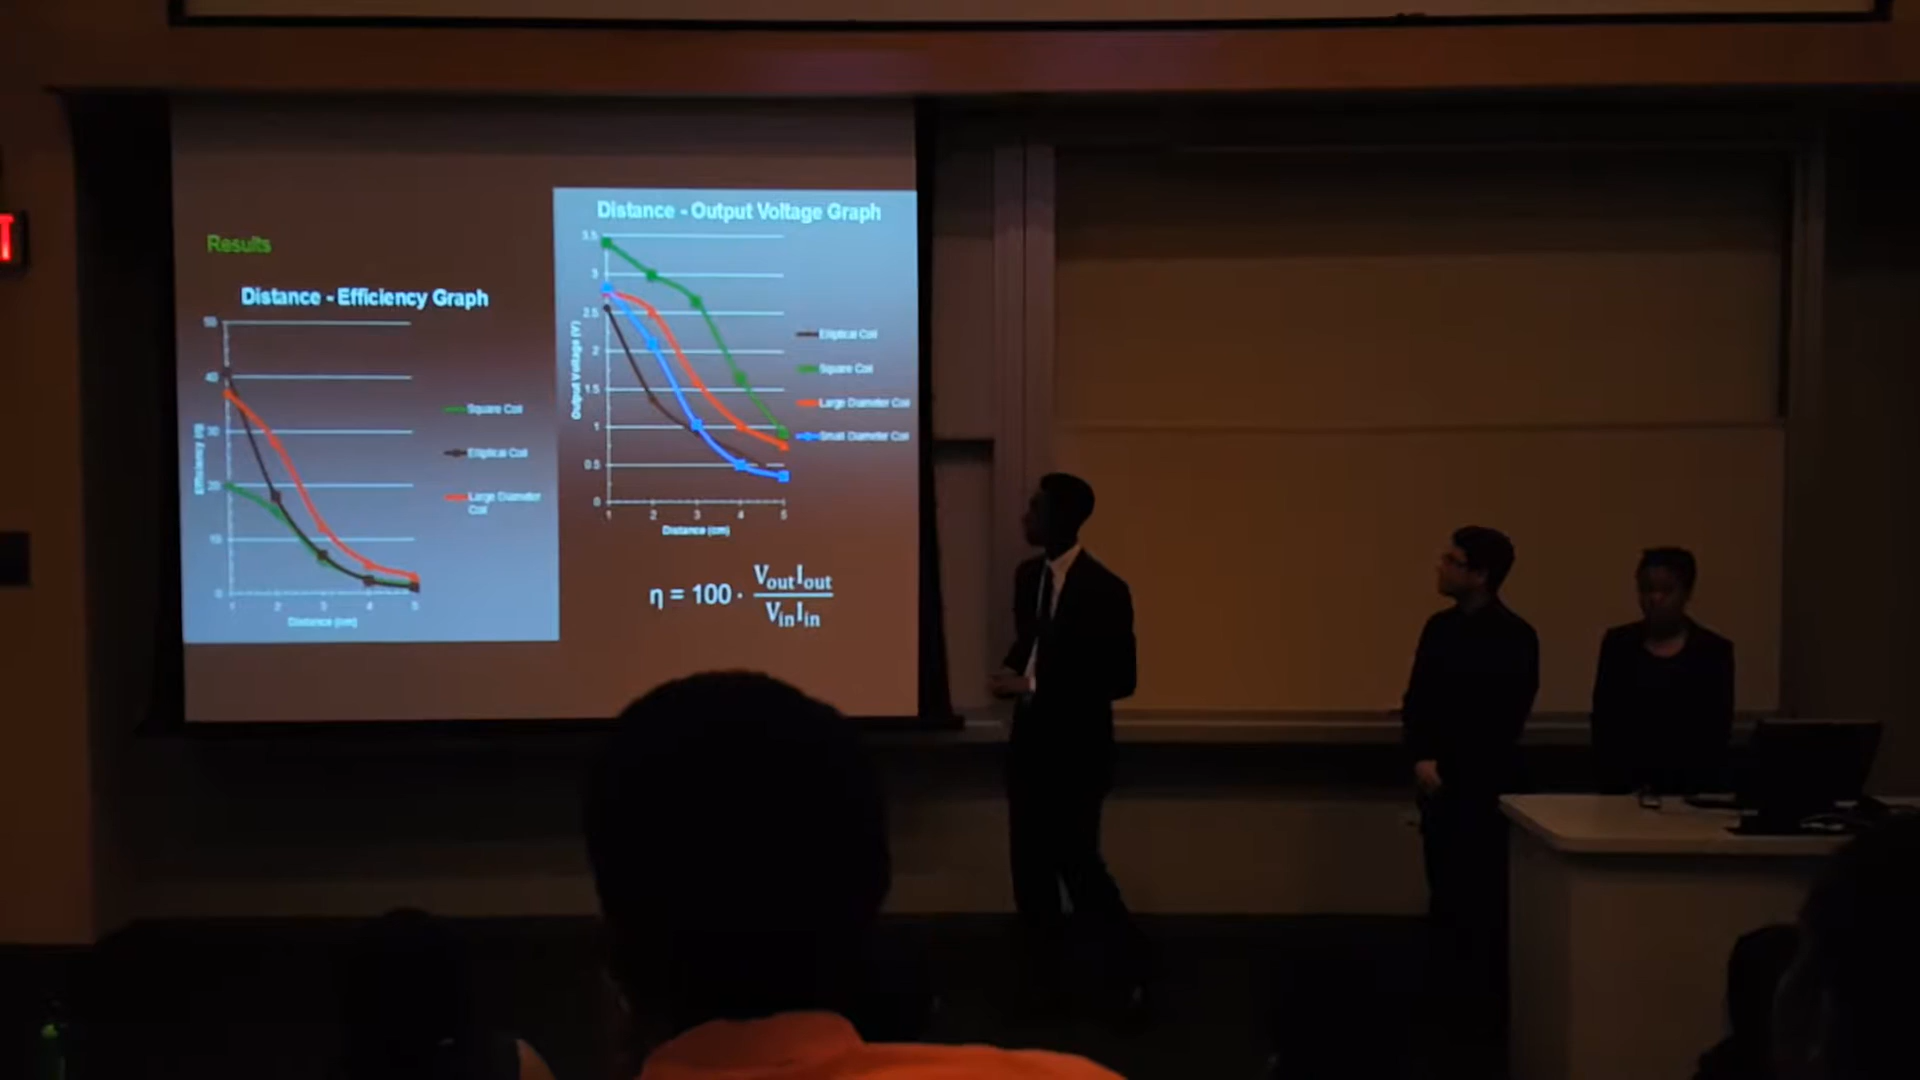 T
Results
Distance - Efficiency Graph
50
40
30
20
10
0
Efficiency (η)
1 2 3 4 5
Distance (cm)
Square Coil
Elliptical Coil
Large Diameter
Coil
Distance - Output Voltage Graph
3.5
3
2.5
2
1.5
1
0.5
0
Output Voltage (V)
1 2 3 4 5
Distance (cm)
Elliptical Coil
Square Coil
Large Diameter Coil
Small Diameter Coil
η = 100 · VoutIout
VinIin